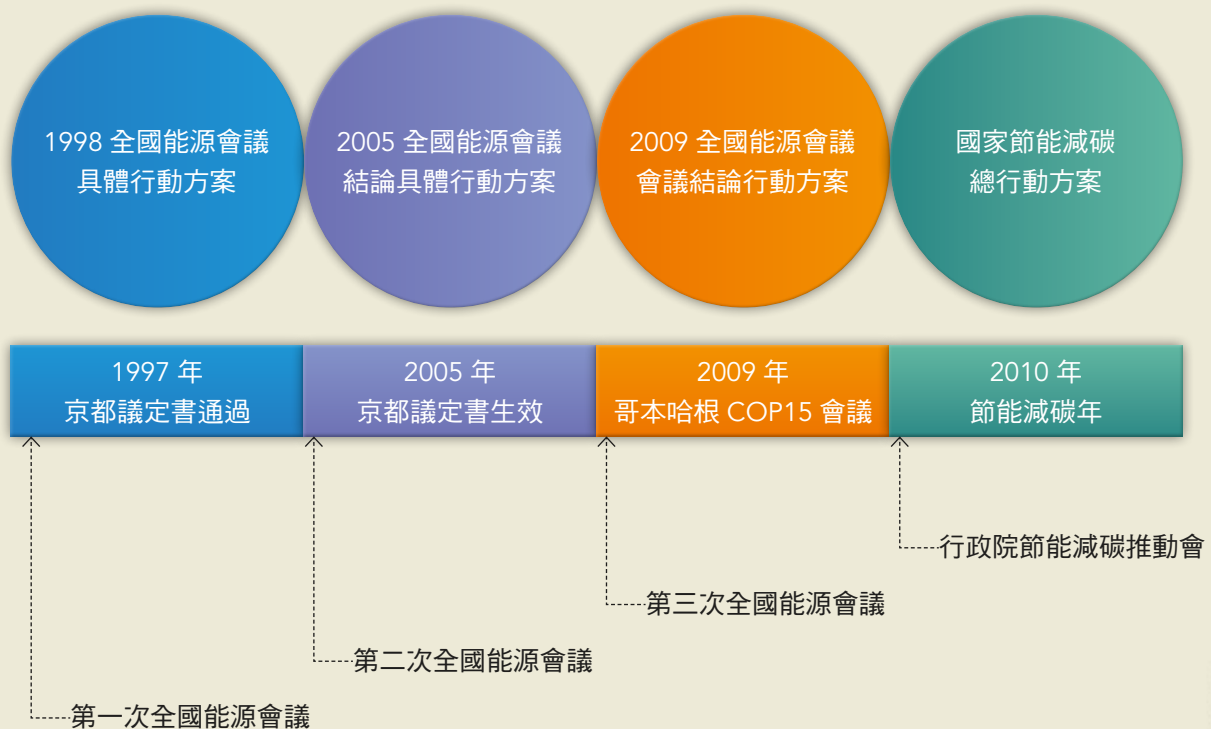 1998 全國能源會議
具體行動方案
2005 全國能源會議
結論具體行動方案
2009 全國能源會議
會議結論行動方案
國家節能減碳
總行動方案
1997 年
京都議定書通過
2005 年
京都議定書生效
2009 年
哥本哈根 COP15 會議
2010 年
節能減碳年
行政院節能減碳推動會
第三次全國能源會議
第二次全國能源會議
第一次全國能源會議